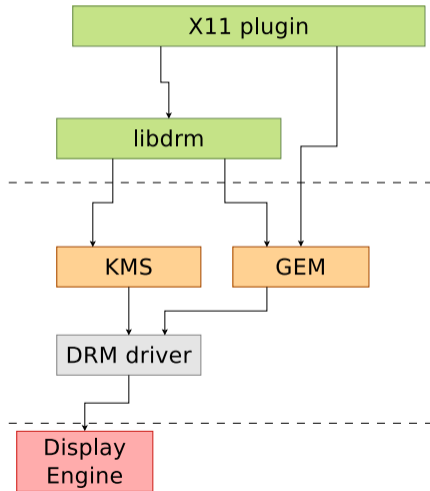 X11 plugin
libdrm
KMS
GEM
DRM driver
Display
Engine